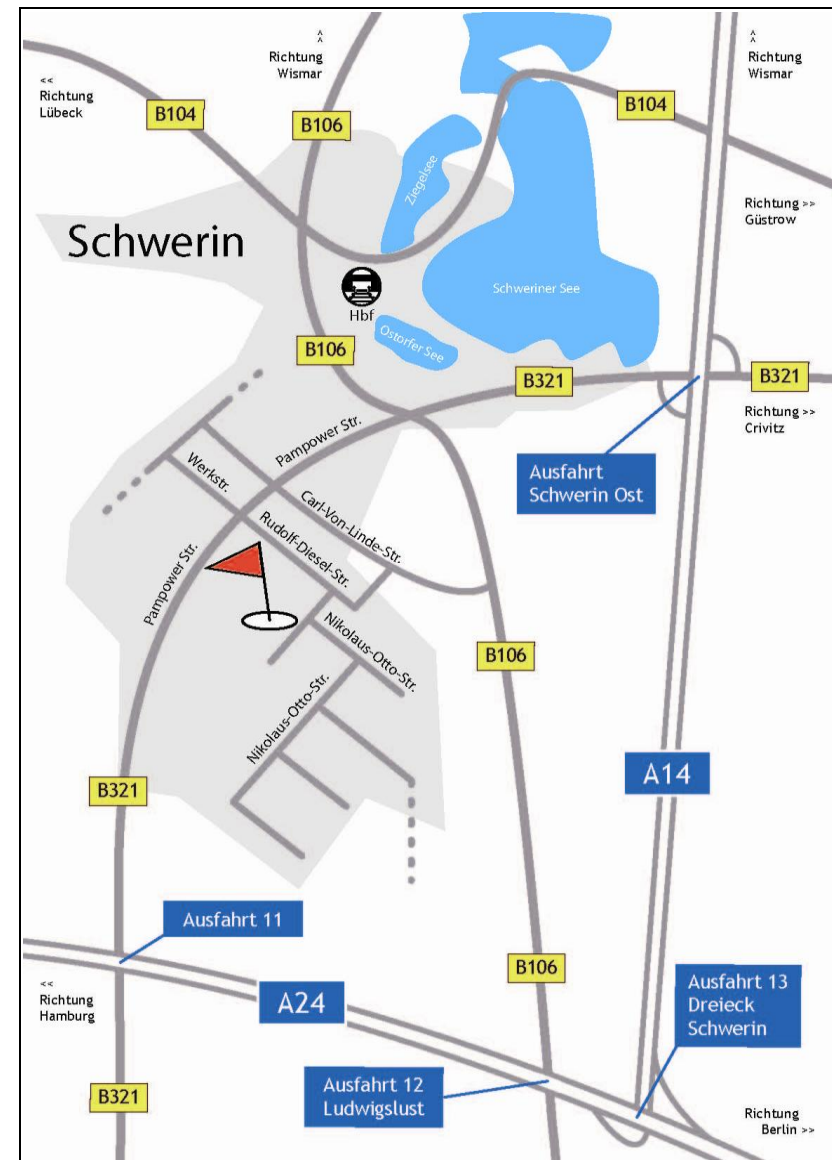 ^
^
Richtung
Wismar
^
^
Richtung
Wismar
<<
Richtung
Lübeck
B104
B106
B104
Ziegelsee
Richtung >>
Güstrow
Schwerin
Schweriner See
Hbf
Ostorfer See
B106
B321
B321
Richtung >>
Crivitz
Pampower Str.
Werkstr.
Ausfahrt
Schwerin Ost
Carl-Von-Linde-Str.
Rudolf-Diesel-Str.
Pampower Str.
Nikolaus-Otto-Str.
B106
Nikolaus-Otto-Str.
A14
B321
Ausfahrt 11
B106
<<
Richtung
Hamburg
A24
Ausfahrt 13
Dreieck
Schwerin
Ausfahrt 12
Ludwigslust
B321
Richtung
Berlin >>